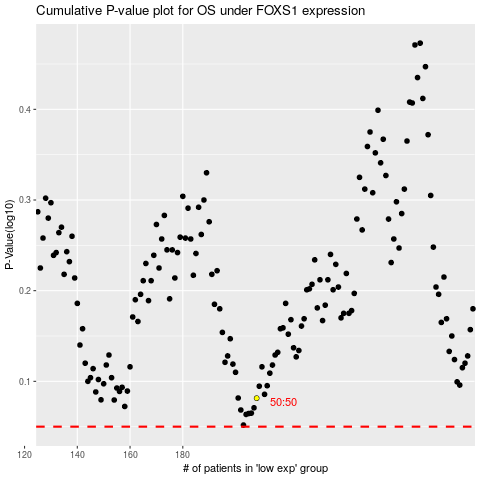 Cumulative P-value plot for OS under FOXS1 expression
P-Value(log10)
0.4
0.3
0.2
0.1
50:50
120 140 160 180
# of patients in 'low exp' group